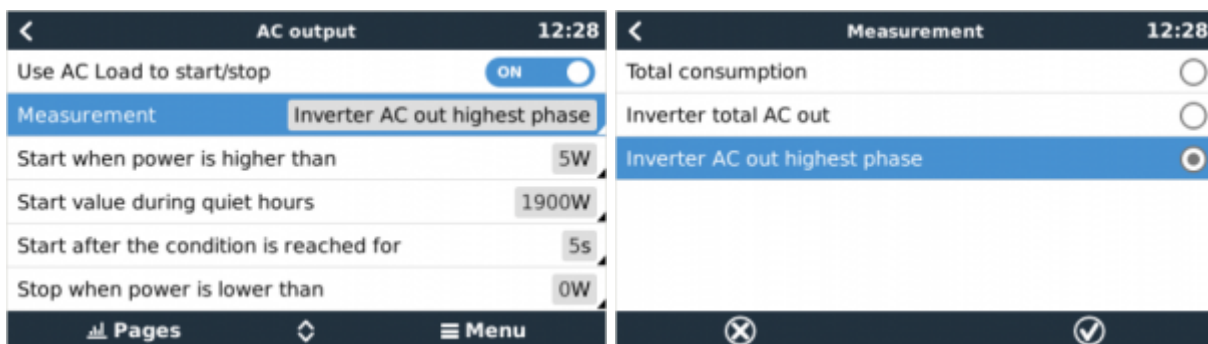 AC output 12:28
Use AC Load to start/stop ON
Measurement Inverter AC out highest phase
Start when power is higher than 5W
Start value during quiet hours 1900W
Start after the condition is reached for 5s
Stop when power is lower than 0W
Pages Menu
Measurement 12:28
Total consumption
Inverter total AC out
Inverter AC out highest phase